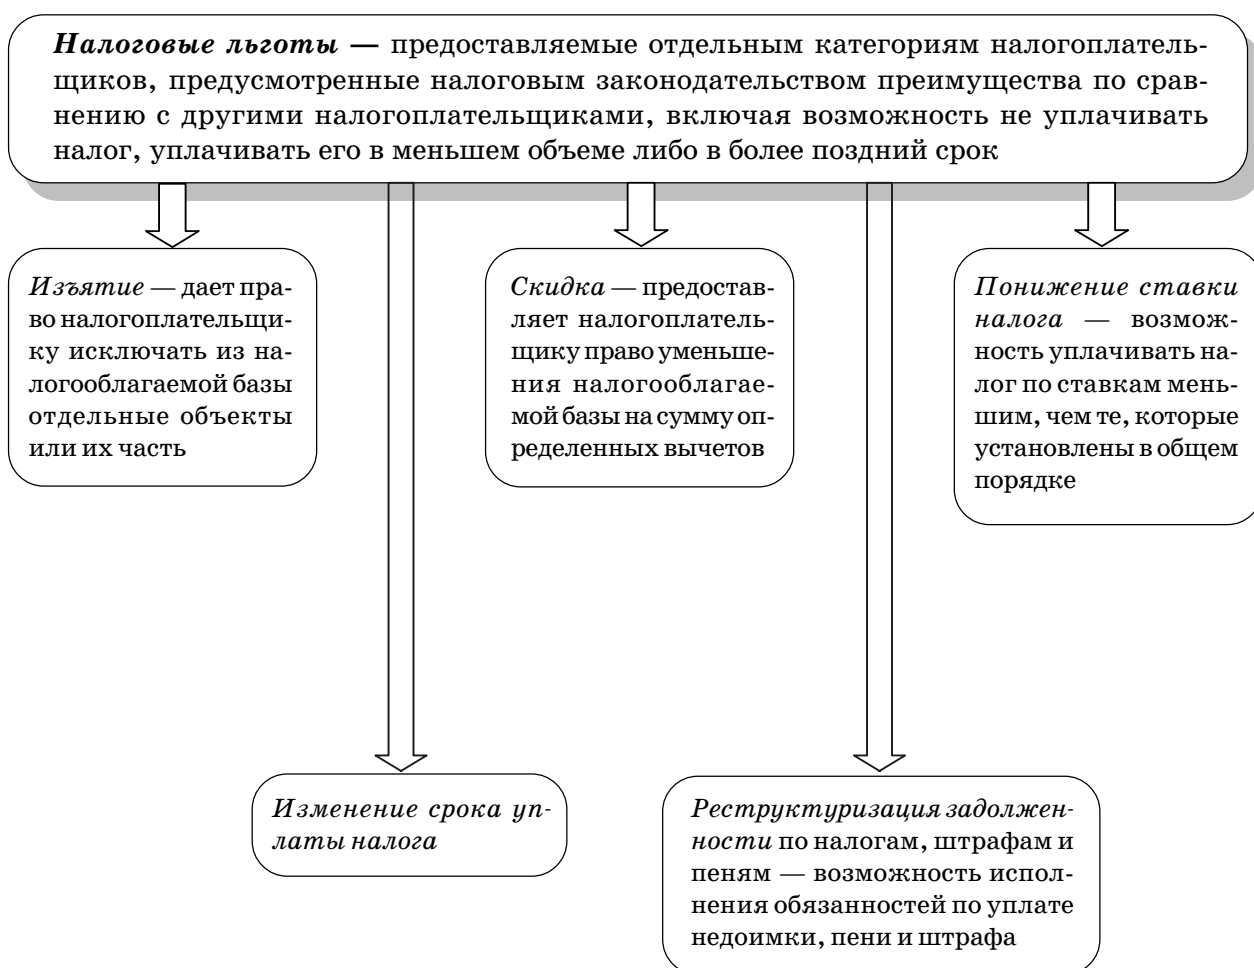 Налоговые льготы — предоставляемые отдельным категориям налогоплатель-
щиков, предусмотренные налоговым законодательством преимущества по срав-
нению с другими налогоплательщиками, включая возможность не уплачивать
налог, уплачивать его в меньшем объеме либо в более поздний срок
Изъятие — дает пра-
во налогоплательщи-
ку исключать из на-
логооблагаемой базы
отдельные объекты
или их часть
Скидка — предостав-
ляет налогоплатель-
щику право уменьше-
ния налогооблагае-
мой базы на сумму оп-
ределенных вычетов
Понижение ставки
налога — возмож-
ность уплачивать на-
лог по ставкам мень-
шим, чем те, которые
установлены в общем
порядке
Изменение срока уп-
латы налога
Реструктуризация задолжен-
ности по налогам, штрафам и
пеням — возможность испол-
нения обязанностей по уплате
недоимки, пени и штрафа